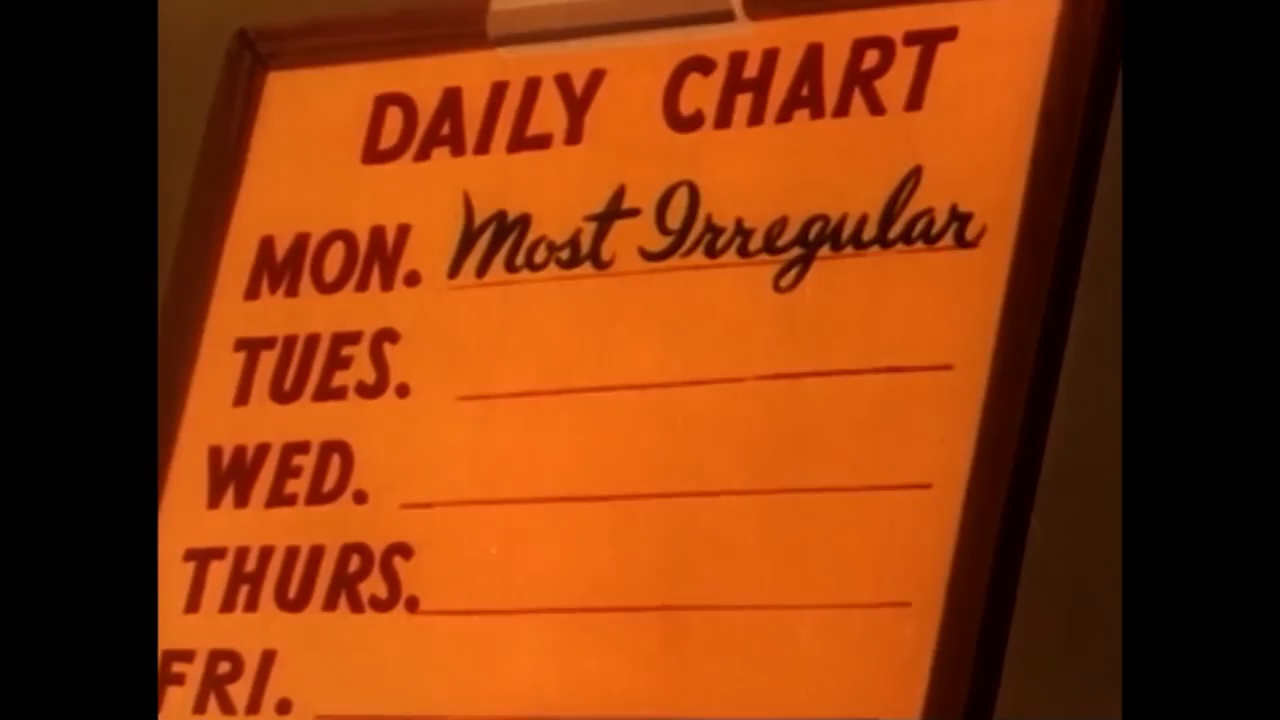 DAILY CHART
MON. Most Irregular
TUES.
WED.
THURS.
FRI.